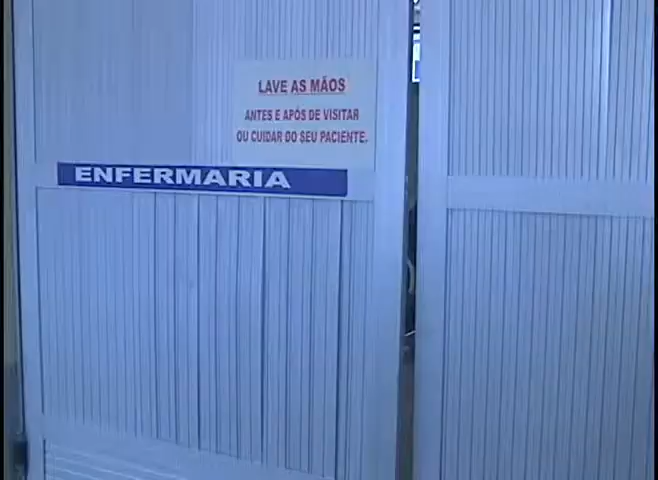 LAVE AS MÃOS
ANTES E APÓS DE VISITAR
OU CUIDAR DO SEU PACIENTE.
ENFERMARIA